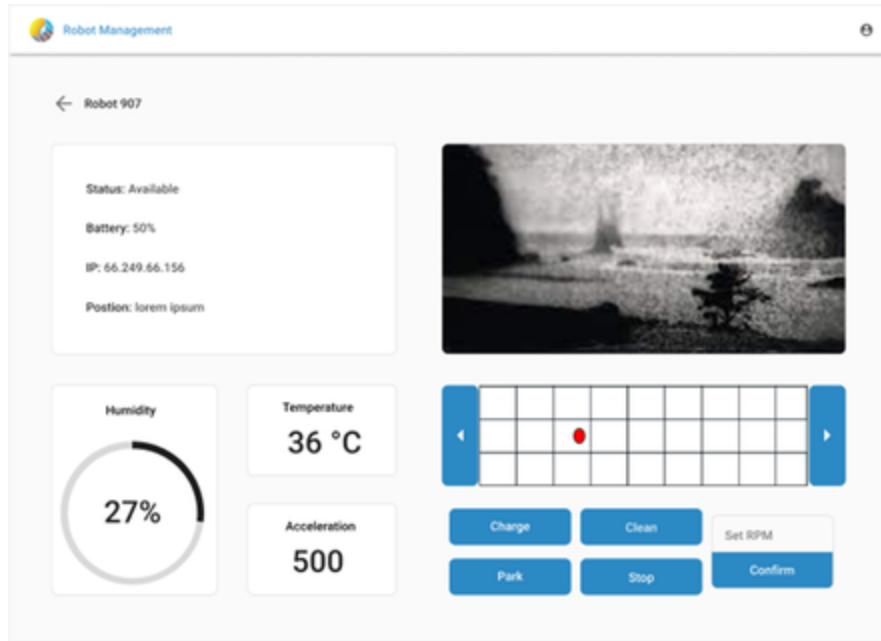 Robot Management
Robot 907
Status: Available
Battery: 50%
IP: 66.249.66.156
Postion: lorem ipsum
Humidity
27%
Temperature
36 °C
Acceleration
500
Charge
Clean
Park
Stop
Set RPM
Confirm